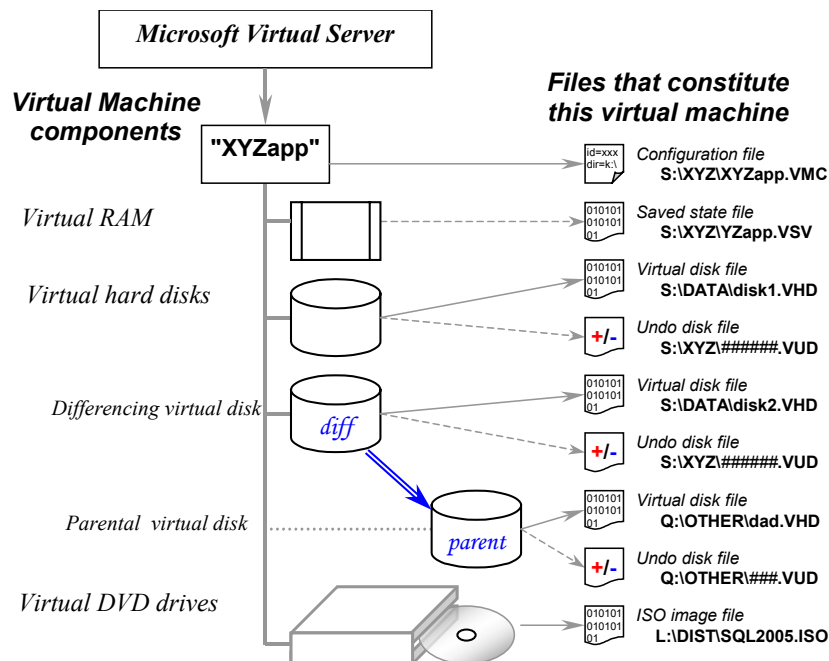 Microsoft Virtual Server
Virtual Machine
components
Files that constitute
this virtual machine
"XYZapp"
id=xxx
dir=k:\
Configuration file
S:\XYZ\XYZapp.VMC
Virtual RAM
010101
010101
01
Saved state file
S:\XYZ\YZapp.VSV
Virtual hard disks
010101
010101
01
Virtual disk file
S:\DATA\disk1.VHD
+/-
Undo disk file
S:\XYZ\######.VUD
Differencing virtual disk
diff
010101
010101
01
Virtual disk file
S:\DATA\disk2.VHD
+/-
Undo disk file
S:\XYZ\######.VUD
Parental virtual disk
parent
010101
010101
01
Virtual disk file
Q:\OTHER\dad.VHD
+/-
Undo disk file
Q:\OTHER\###.VUD
Virtual DVD drives
010101
010101
01
ISO image file
L:\DIST\SQL2005.ISO